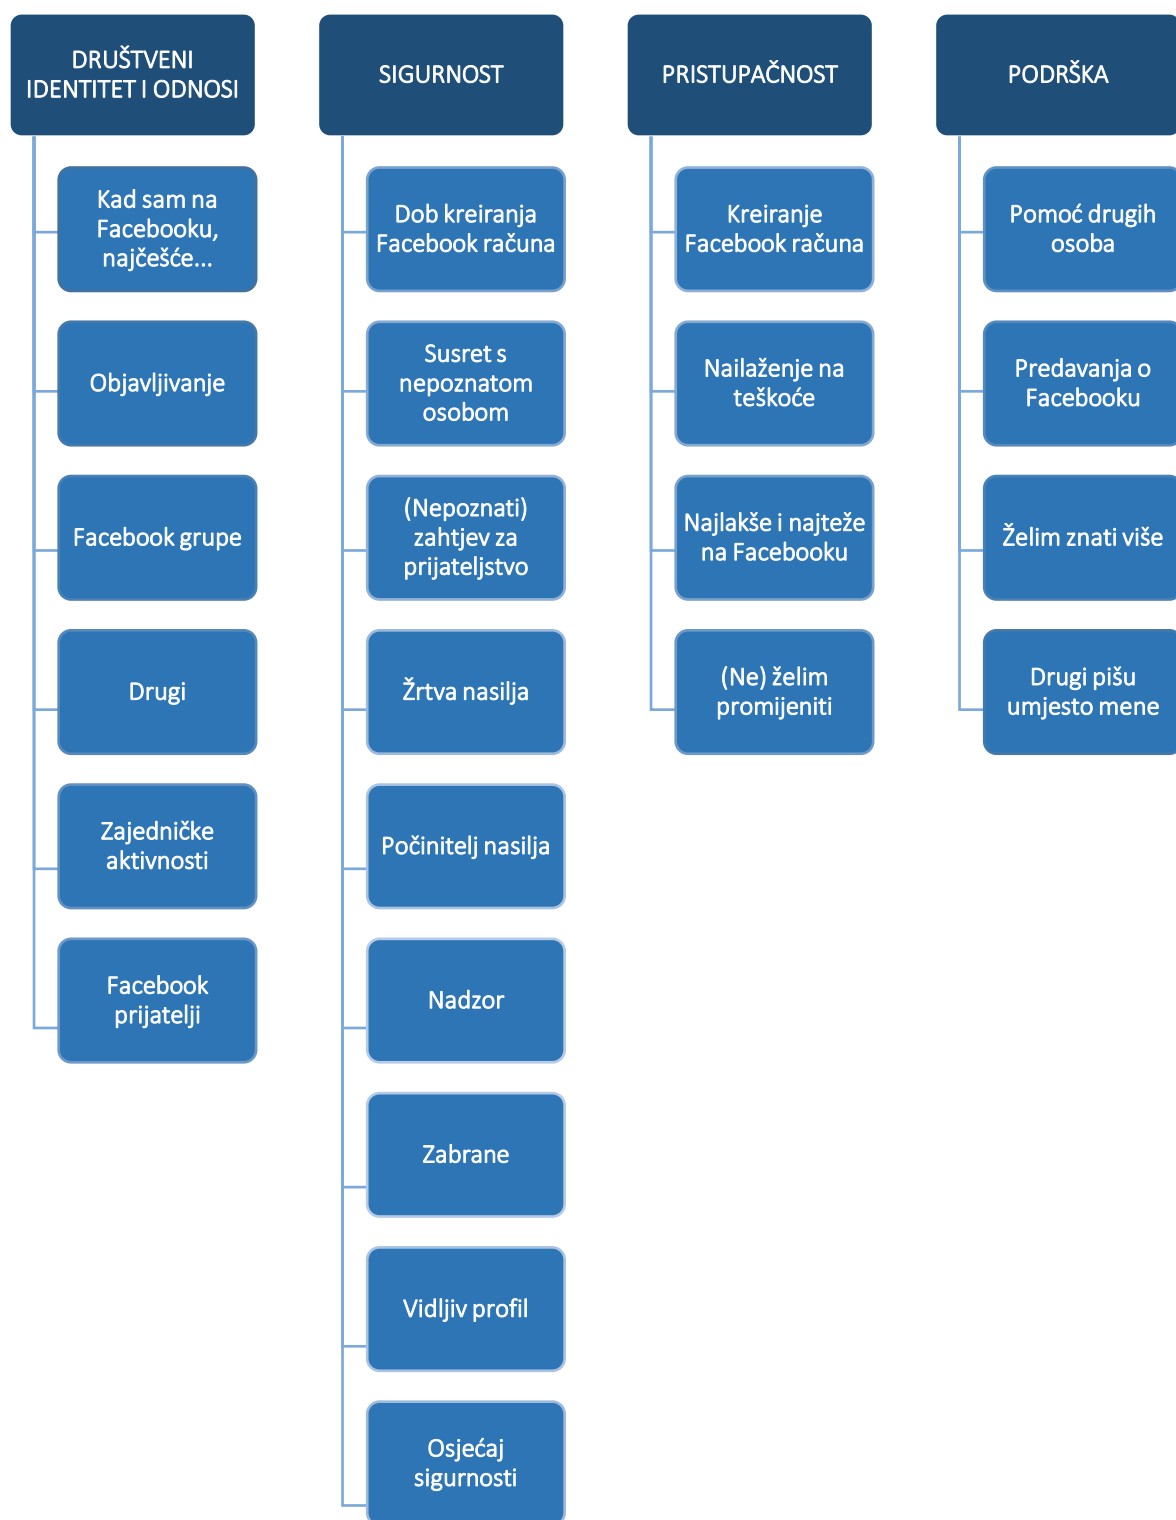 DRUŠTVENI
IDENTITET I ODNOSI
Kad sam na
Facebooku,
najčešće...
Objavljivanje
Facebook grupe
Drugi
Zajedničke
aktivnosti
Facebook
prijatelji
SIGURNOST
Dob kreiranja
Facebook računa
Susret s
nepoznatom
osobom
(Nepoznati)
zahtjev za
prijateljstvo
Žrtva nasilja
Počinitelj nasilja
Nadzor
Zabrane
Vidljiv profil
Osjećaj
sigurnosti
PRISTUPAČNOST
Kreiranje
Facebook računa
Nailaženje na
teškoće
Najlakše i najteže
na Facebooku
(Ne) želim
promijeniti
PODRŠKA
Pomoć drugih
osoba
Predavanja o
Facebooku
Želim znati više
Drugi pišu
umjesto mene